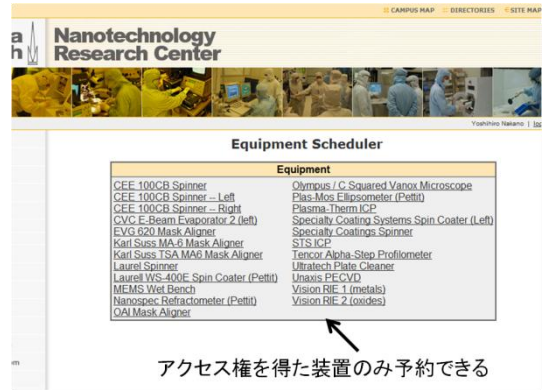 CAMPUS MAP
DIRECTORIES
SITE MAP
Nanotechnology
Research Center
Yoshihiro Nakano |
Equipment Scheduler
Equipment
CEE 100CB Spinner
CEE 100CB Spinner -- Left
CEE 100CB Spinner -- Right
CVC E-Beam Evaporator 2 (left)
EVG 620 Mask Aligner
Karl Suss MA-6 Mask Aligner
Karl Suss TSA MA6 Mask Aligner
Laurel Spinner
Laurell WS-400E Spin Coater (Pettit)
MEMS Wet Bench
Nanospec Refractometer (Pettit)
OAI Mask Aligner
Olympus / C Squared Vanox Microscope
Plas-Mos Ellipsometer (Pettit)
Plasma-Therm ICP
Specialty Coating Systems Spin Coater (Left)
Specialty Coatings Spinner
STS ICP
Tencor Alpha-Step Profilometer
Ultratech Plate Cleaner
Unaxis PECVD
Vision RIE 1 (metals)
Vision RIE 2 (oxides)
アクセス権を得た装置のみ予約できる